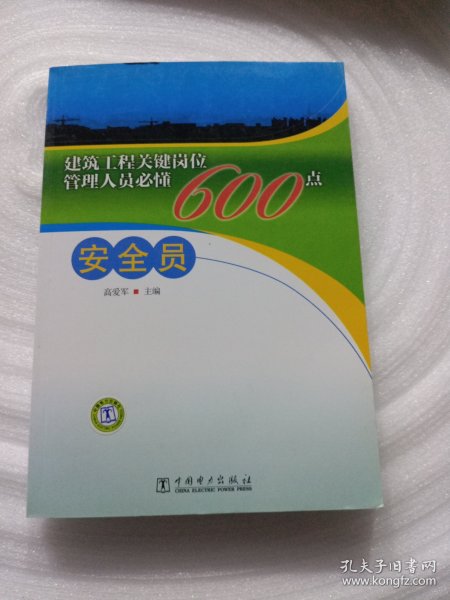 建筑工程关键岗位
管理人员必懂600点
安全员
高爱军 ■ 主编
中国电力出版社
CHINA ELECTRIC POWER PRESS
孔夫子旧书网
www.kongfz.com